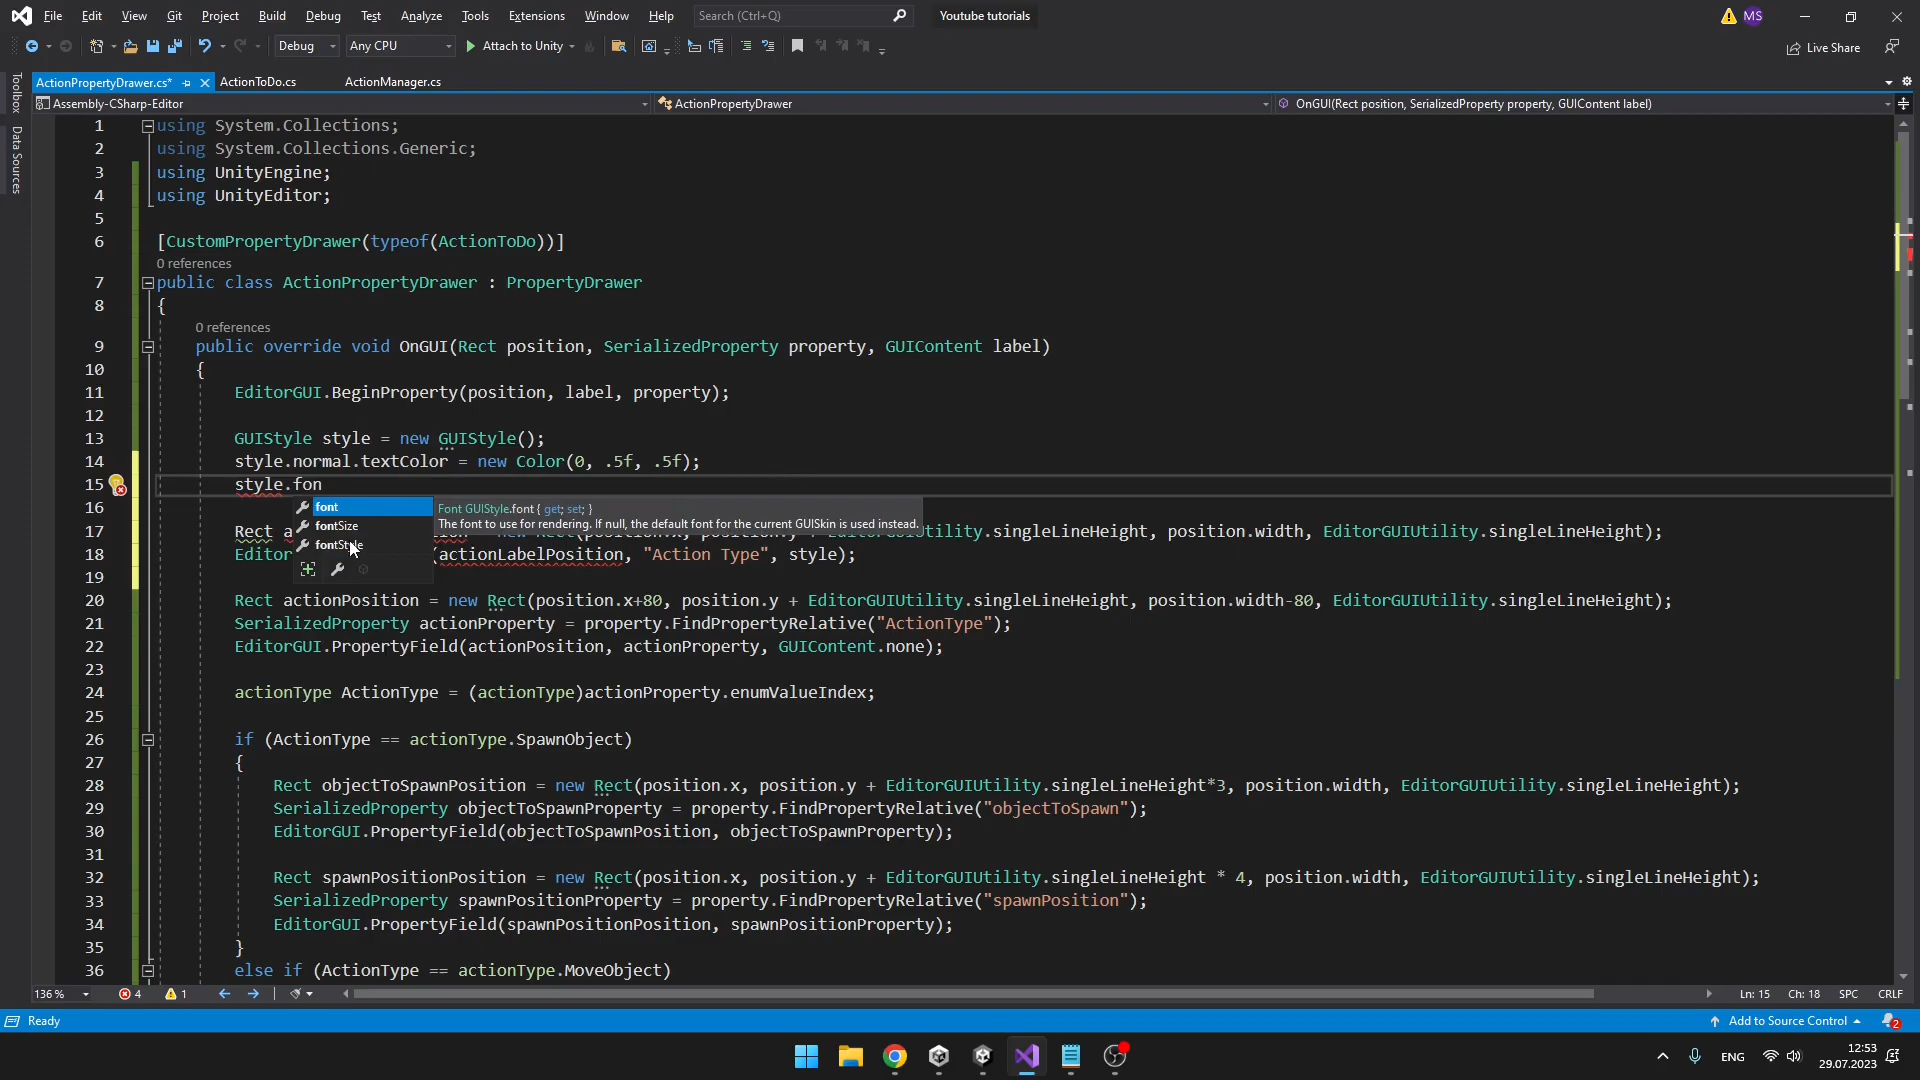 File Edit View Git Project Build Debug Test Analyze Tools Extensions Window Help Search (Ctrl+Q) Youtube tutorials MS
Debug Any CPU Attach to Unity Live Share
ActionPropertyDrawer.cs* ActionToDo.cs ActionManager.cs
Toolbox
Data Sources
Assembly-CSharp-Editor ActionPropertyDrawer OnGUI(Rect position, SerializedProperty property, GUIContent label)
1 using System.Collections;
2 using System.Collections.Generic;
3 using UnityEngine;
4 using UnityEditor;
5
6 [CustomPropertyDrawer(typeof(ActionToDo))]
0 references
7 public class ActionPropertyDrawer : PropertyDrawer
8 {
0 references
9 public override void OnGUI(Rect position, SerializedProperty property, GUIContent label)
10 {
11 EditorGUI.BeginProperty(position, label, property);
12
13 GUIStyle style = new GUIStyle();
14 style.normal.textColor = new Color(0, .5f, .5f);
15 style.fon
16
font Font GUIStyle.font { get; set; }
fontSize The font to use for rendering. If null, the default font for the current GUISkin is used instead.
fontStyle
17 Rect a Utility.singleLineHeight, position.width, EditorGUIUtility.singleLineHeight);
18 Editor (actionLabelPosition, "Action Type", style);
19
20 Rect actionPosition = new Rect(position.x+80, position.y + EditorGUIUtility.singleLineHeight, position.width-80, EditorGUIUtility.singleLineHeight);
21 SerializedProperty actionProperty = property.FindPropertyRelative("ActionType");
22 EditorGUI.PropertyField(actionPosition, actionProperty, GUIContent.none);
23
24 actionType ActionType = (actionType)actionProperty.enumValueIndex;
25
26 if (ActionType == actionType.SpawnObject)
27 {
28 Rect objectToSpawnPosition = new Rect(position.x, position.y + EditorGUIUtility.singleLineHeight*3, position.width, EditorGUIUtility.singleLineHeight);
29 SerializedProperty objectToSpawnProperty = property.FindPropertyRelative("objectToSpawn");
30 EditorGUI.PropertyField(objectToSpawnPosition, objectToSpawnProperty);
31
32 Rect spawnPositionPosition = new Rect(position.x, position.y + EditorGUIUtility.singleLineHeight * 4, position.width, EditorGUIUtility.singleLineHeight);
33 SerializedProperty spawnPositionProperty = property.FindPropertyRelative("spawnPosition");
34 EditorGUI.PropertyField(spawnPositionPosition, spawnPositionProperty);
35 }
36 else if (ActionType == actionType.MoveObject)
136 % 4 1 Ln: 15 Ch: 18 SPC CRLF
Ready Add to Source Control 2
ENG 12:53
29.07.2023